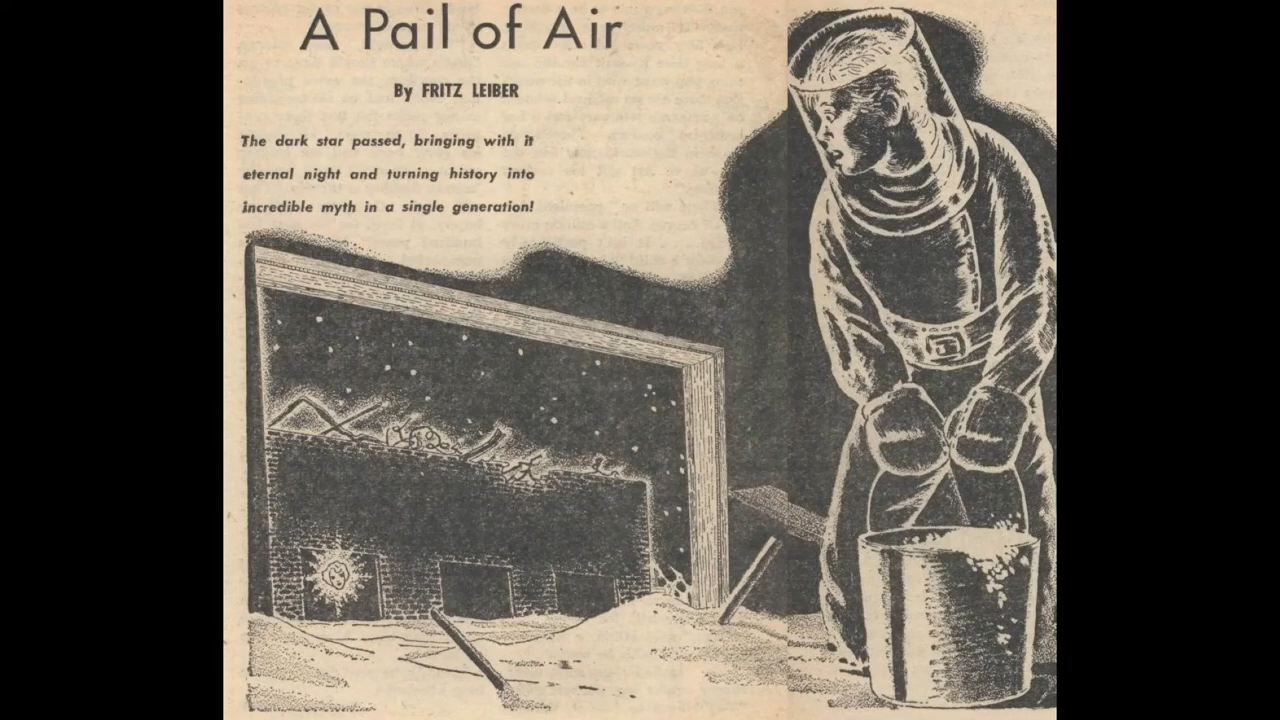 A Pail of Air
By FRITZ LEIBER
The dark star passed, bringing with it
eternal night and turning history into
incredible myth in a single generation!